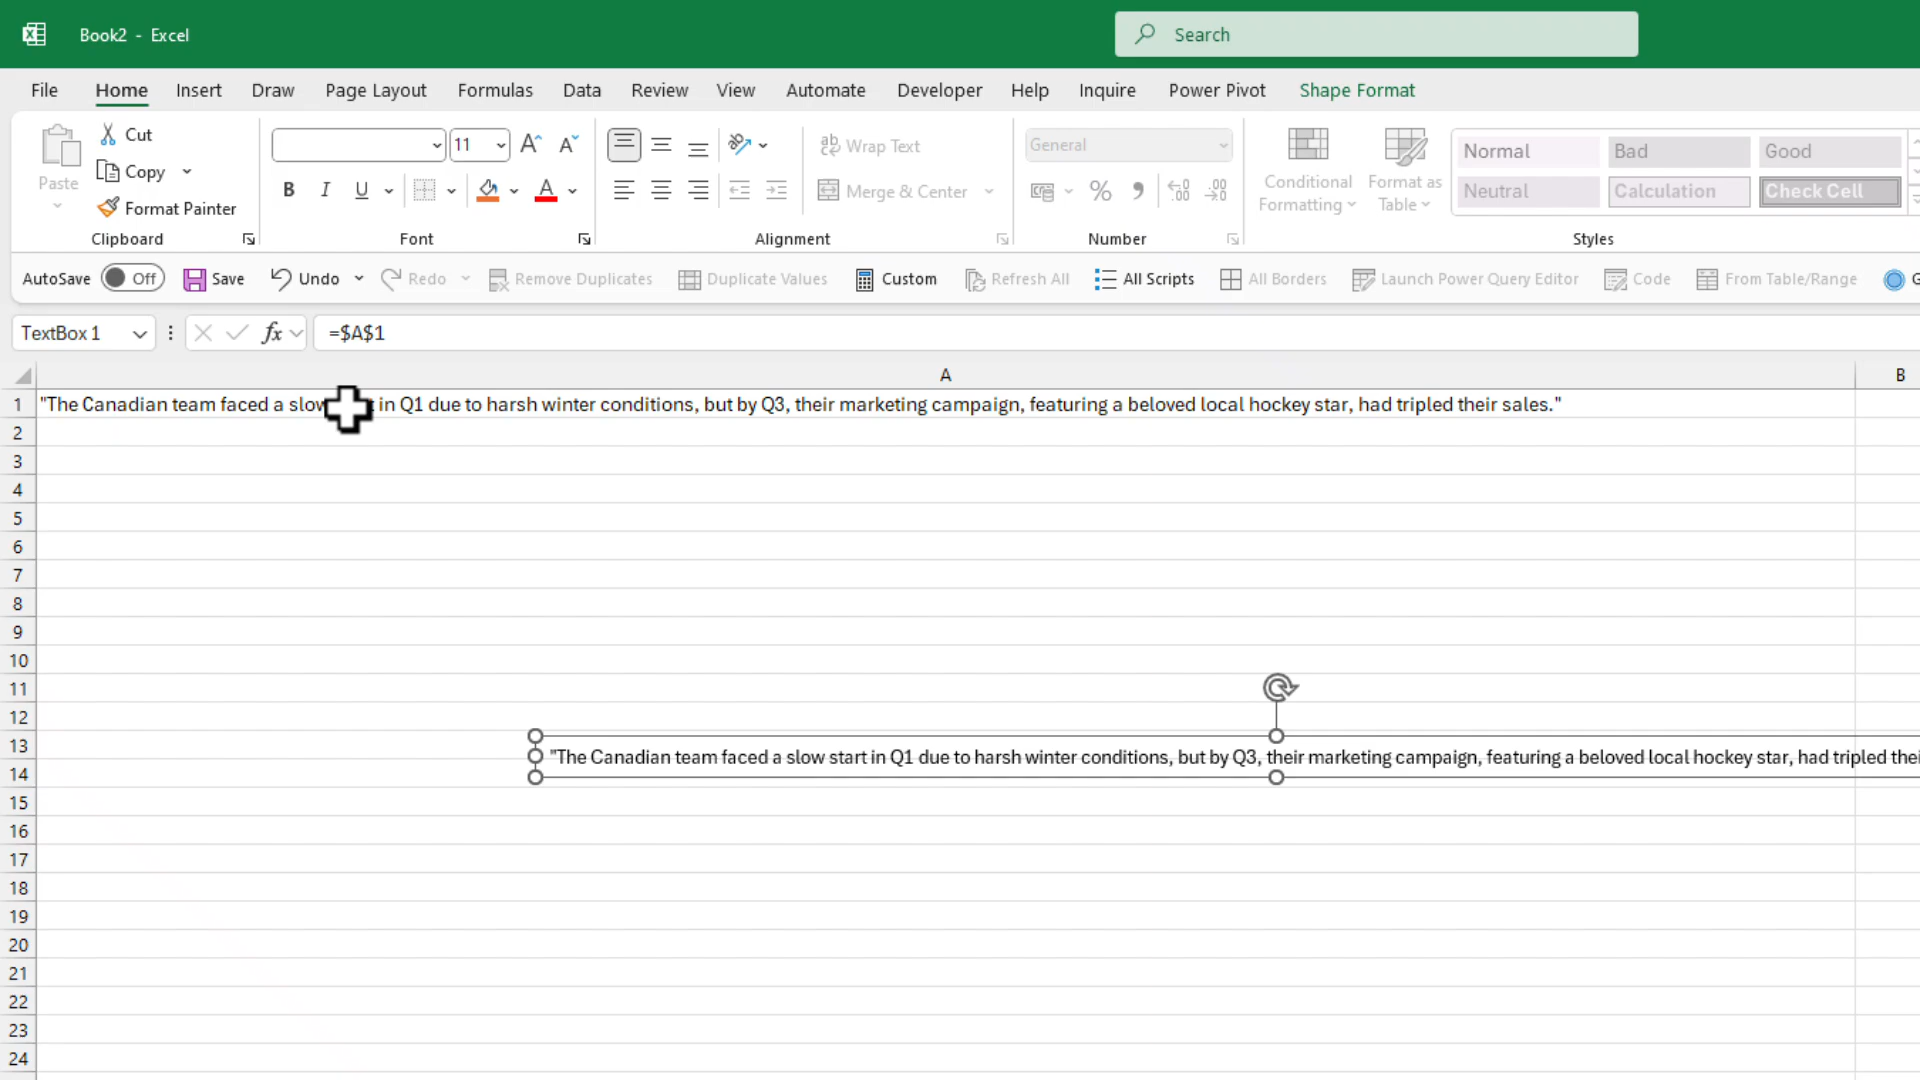 Book2 - Excel
Search
File Home Insert Draw Page Layout Formulas Data Review View Automate Developer Help Inquire Power Pivot Shape Format
Paste
Cut
Copy
Format Painter
Clipboard
11
B I U
Font
Wrap Text
Merge & Center
Alignment
General
Number
Conditional Formatting
Format as Table
Normal Bad Good
Neutral Calculation Check Cell
Styles
AutoSave Off Save Undo Redo Remove Duplicates Duplicate Values Custom Refresh All All Scripts All Borders Launch Power Query Editor Code From Table/Range
TextBox 1 fx =$A$1
A B
1 "The Canadian team faced a slow in Q1 due to harsh winter conditions, but by Q3, their marketing campaign, featuring a beloved local hockey star, had tripled their sales."
2
3
4
5
6
7
8
9
10
11
12
13
"The Canadian team faced a slow start in Q1 due to harsh winter conditions, but by Q3, their marketing campaign, featuring a beloved local hockey star, had tripled thei
14
15
16
17
18
19
20
21
22
23
24